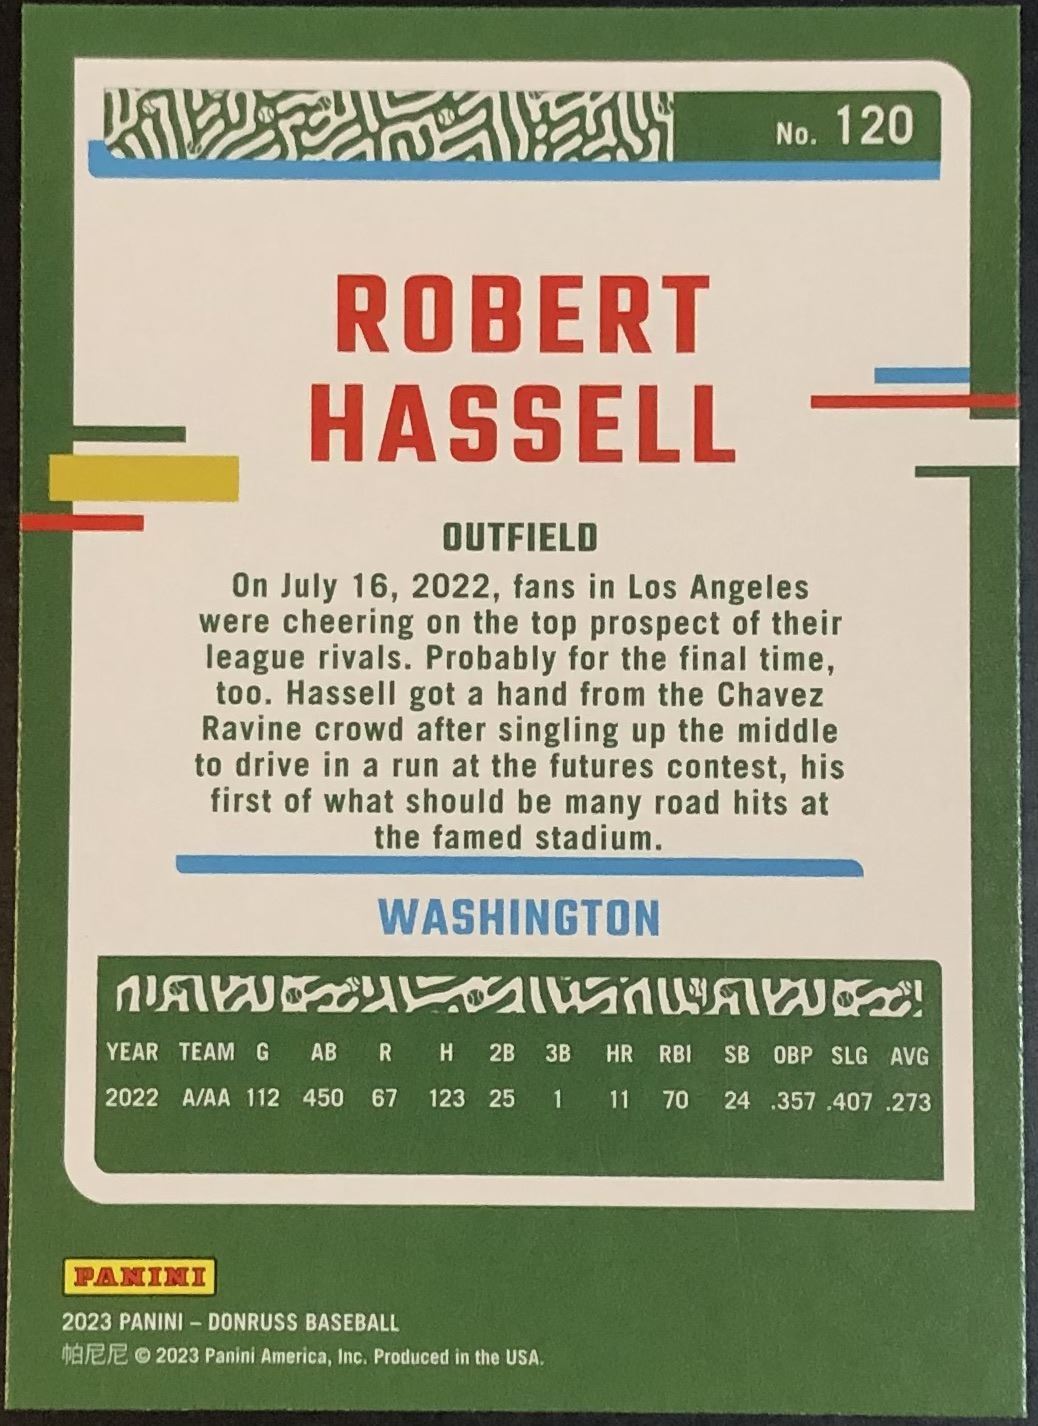 No. 120
ROBERT
HASSELL
OUTFIELD
On July 16, 2022, fans in Los Angeles
were cheering on the top prospect of their
league rivals. Probably for the final time,
too. Hassell got a hand from the Chavez
Ravine crowd after singling up the middle
to drive in a run at the futures contest, his
first of what should be many road hits at
the famed stadium.
WASHINGTON
YEAR TEAM G AB R H 2B 3B HR RBI SB OBP SLG AVG
2022 A/AA 112 450 67 123 25 1 11 70 24 .357 .407 .273
PANINI
2023 PANINI – DONRUSS BASEBALL
帕尼尼 © 2023 Panini America, Inc. Produced in the USA.